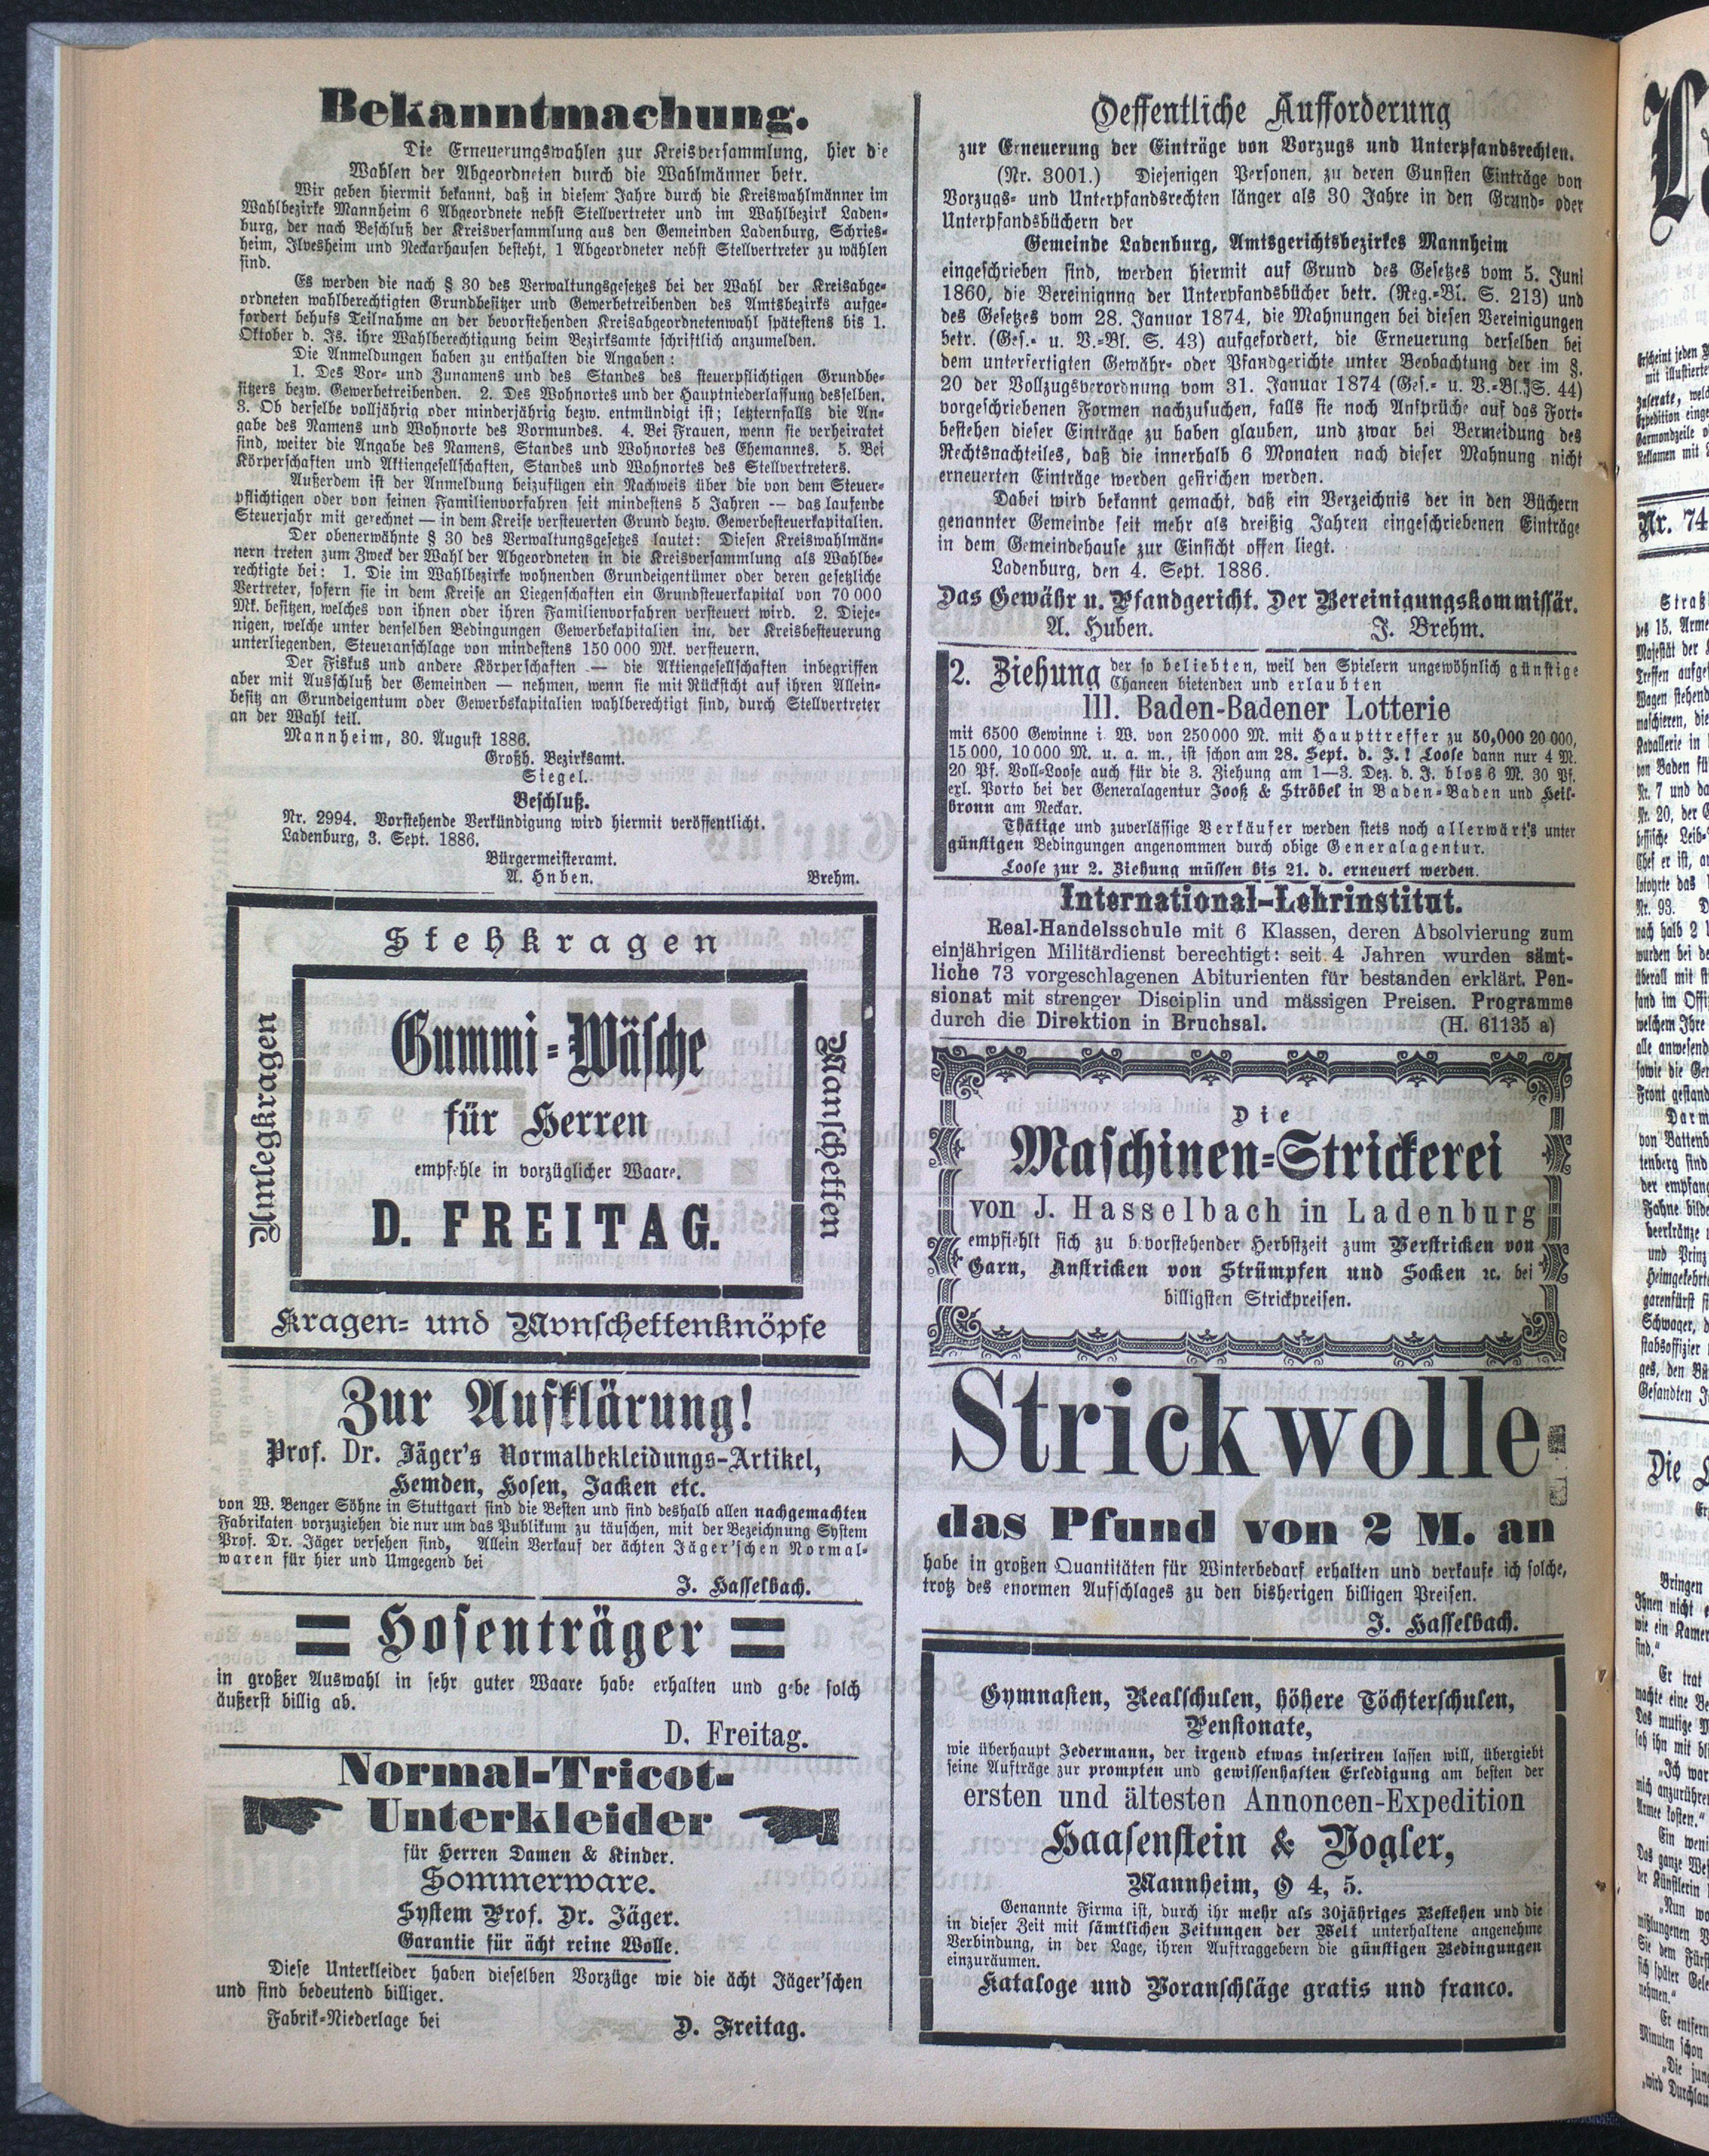 Bekanntmachung.
Die Erneuerungswahlen zur Kreisversammlung, hier die
Wahlen der Abgeordneten durch die Wahlmänner betr.
Wir geben hiermit bekannt, daß in diesem Jahre durch die Kreiswahlmänner im
Wahlbezirke Mannheim 6 Abgeordnete nebst Stellvertreter und im Wahlbezirk Laden-
burg, der nach Beschluß der Kreisversammlung aus den Gemeinden Ladenburg, Schries-
heim, Ilvesheim und Neckarhausen besteht, 1 Abgeordneter nebst Stellvertreter zu wählen
sind.
Es werden die nach § 30 des Verwaltungsgesetzes bei der Wahl der Kreisabge-
ordneten wahlberechtigten Grundbesitzer und Gewerbetreibenden des Amtsbezirks aufge-
fordert behufs Teilnahme an der bevorstehenden Kreisabgeordnetenwahl spätestens bis 1.
Oktober d. Js. ihre Wahlberechtigung beim Bezirksamte schriftlich anzumelden.
Die Anmeldungen haben zu enthalten die Angaben:
1. Des Vor- und Zunamens und des Standes des steuerpflichtigen Grundbe-
sitzers bezw. Gewerbetreibenden. 2. Des Wohnortes und der Hauptniederlassung desselben.
3. Ob derselbe volljährig oder minderjährig bezw. entmündigt ist; letzternfalls die An-
gabe des Namens und Wohnorte des Vormundes. 4. Bei Frauen, wenn sie verheiratet
sind, weiter die Angabe des Namens, Standes und Wohnortes des Ehemannes. 5. Bei
Körperschaften und Aktiengesellschaften, Standes und Wohnortes des Stellvertreters.
Außerdem ist der Anmeldung beizufügen ein Nachweis über die von dem Steuer-
pflichtigen oder von seinen Familienvorfahren seit mindestens 5 Jahren — das laufende
Steuerjahr mit gerechnet — in dem Kreise versteuerten Grund bezw. Gewerbesteuerkapitalien.
Der obenerwähnte § 30 des Verwaltungsgesetzes lautet: Diesen Kreiswahlmän-
nern treten zum Zweck der Wahl der Abgeordneten in die Kreisversammlung als Wahlbe-
rechtigte bei: 1. Die im Wahlbezirke wohnenden Grundeigentümer oder deren gesetzliche
Vertreter, sofern sie in dem Kreise an Liegenschaften ein Grundsteuerkapital von 70 000
Mk. besitzen, welches von ihnen oder ihren Familienvorfahren versteuert wird. 2. Dieje-
nigen, welche unter denselben Bedingungen Gewerbekapitalien im, der Kreisbesteuerung
unterliegenden, Steueranschlage von mindestens 150 000 Mk. versteuern.
Der Fiskus und andere Körperschaften — die Aktiengesellschaften inbegriffen
aber mit Ausschluß der Gemeinden — nehmen, wenn sie mit Rücksicht auf ihren Allein-
besitz an Grundeigentum oder Gewerbskapitalien wahlberechtigt sind, durch Stellvertreter
an der Wahl teil.
Mannheim, 30. August 1886.
Großh. Bezirksamt.
Siegel.
Beschluß.
Nr. 2994. Vorstehende Verkündigung wird hiermit veröffentlicht.
Ladenburg, 3. Sept. 1886.
Bürgermeisteramt.
A. Huben. Brehm.
Stehkragen
Umlegkragen
Gummi-Wäsche
für Herren
empfehle in vorzüglicher Waare.
D. FREITAG.
Manschetten
Kragen- und Monschettenknöpfe
Zur Aufklärung!
Prof. Dr. Jäger's Normalbekleidungs-Artikel,
Hemden, Hosen, Jacken etc.
von W. Benger Söhne in Stuttgart sind die Besten und sind deshalb allen nachgemachten
Fabrikaten vorzuziehen die nur um das Publikum zu täuschen, mit der Bezeichnung System
Prof. Dr. Jäger versehen sind, Allein Verkauf der ächten Jäger'schen Normal-
waren für hier und Umgegend bei
J. Hasselbach.
= Hosenträger =
in großer Auswahl in sehr guter Waare habe erhalten und gebe solch
äußerst billig ab.
D. Freitag.
Normal-Tricot-
Unterkleider
für Herren Damen & Kinder.
Sommerware.
System Prof. Dr. Jäger.
Garantie für ächt reine Wolle.
Diese Unterkleider haben dieselben Vorzüge wie die ächt Jäger'schen
und sind bedeutend billiger.
Fabrik-Niederlage bei D. Freitag.
Oeffentliche Aufforderung
zur Erneuerung der Einträge von Vorzugs und Unterpfandsrechten.
(Nr. 3001.) Diejenigen Personen, zu deren Gunsten Einträge von
Vorzugs- und Unterpfandsrechten länger als 30 Jahre in den Grund- oder
Unterpfandsbüchern der
Gemeinde Ladenburg, Amtsgerichtsbezirkes Mannheim
eingeschrieben sind, werden hiermit auf Grund des Gesetzes vom 5. Juni
1860, die Bereinigung der Unterpfandsbücher betr. (Reg.-Bl. S. 213) und
des Gesetzes vom 28. Januar 1874, die Mahnungen bei diesen Vereinigungen
betr. (Ges.- u. V.-Bl. S. 43) aufgefordert, die Erneuerung derselben bei
dem unterfertigten Gewähr- oder Pfandgerichte unter Beobachtung der im §.
20 der Vollzugsverordnung vom 31. Januar 1874 (Ges.- u. V.-Bl. S. 44)
vorgeschriebenen Formen nachzusuchen, falls sie noch Ansprüche auf das Fort-
bestehen dieser Einträge zu haben glauben, und zwar bei Vermeidung des
Rechtsnachteiles, daß die innerhalb 6 Monaten nach dieser Mahnung nicht
erneuerten Einträge werden gestrichen werden.
Dabei wird bekannt gemacht, daß ein Verzeichnis der in den Büchern
genannter Gemeinde seit mehr als dreißig Jahren eingeschriebenen Einträge
in dem Gemeindehause zur Einsicht offen liegt.
Ladenburg, den 4. Sept. 1886.
Das Gewähr u. Pfandgericht. Der Vereinigungskommissär.
A. Huben. J. Brehm.
2. Ziehung der so beliebten, weil den Spielern ungewöhnlich günstige
Chancen bietenden und erlaubten
III. Baden-Badener Lotterie
mit 6500 Gewinne i. W. von 250000 M. mit Haupttreffer zu 50,000 20 000,
15 000, 10 000 M. u. a. m., ist schon am 28. Sept. d. J.! Loose dann nur 4 M.
20 Pf. Voll-Loose auch für die 3. Ziehung am 1—3. Dez. d. J. blos 6 M. 30 Pf.
exl. Porto bei der Generalagentur Jooß & Ströbel in Baden-Baden und Heil-
bronn am Neckar.
Thätige und zuverlässige Verkäufer werden stets noch allerwärts unter
günstigen Bedingungen angenommen durch obige Generalagentur.
Loose zur 2. Ziehung müssen bis 21. d. erneuert werden.
International-Lehrinstitut.
Real-Handelsschule mit 6 Klassen, deren Absolvierung zum
einjährigen Militärdienst berechtigt: seit 4 Jahren wurden sämt-
liche 73 vorgeschlagenen Abiturienten für bestanden erklärt. Pen-
sionat mit strenger Disciplin und mässigen Preisen. Programme
durch die Direktion in Bruchsal. (H. 61135 a)
Die
Maschinen-Strickerei
von J. Hasselbach in Ladenburg
empfiehlt sich zu bevorstehender Herbstzeit zum Verstricken von
Garn, Anstricken von Strümpfen und Socken ꝛc. bei
billigsten Strickpreisen.
Strickwolle
das Pfund von 2 M. an
habe in großen Quantitäten für Winterbedarf erhalten und verkaufe ich solche,
trotz des enormen Aufschlages zu den bisherigen billigen Preisen.
J. Hasselbach.
Gymnasien, Realschulen, höhere Töchterschulen,
Pensionate,
wie überhaupt Jedermann, der irgend etwas inseriren lassen will, übergiebt
seine Aufträge zur prompten und gewissenhaften Erledigung am besten der
ersten und ältesten Annoncen-Expedition
Haasenstein & Vogler,
Mannheim, O 4, 5.
Genannte Firma ist, durch ihr mehr als 30jähriges Bestehen und die
in dieser Zeit mit sämtlichen Zeitungen der Welt unterhaltene angenehme
Verbindung, in der Lage, ihren Auftraggebern die günstigen Bedingungen
einzuräumen.
Kataloge und Voranschläge gratis und franco.
Nr. 74